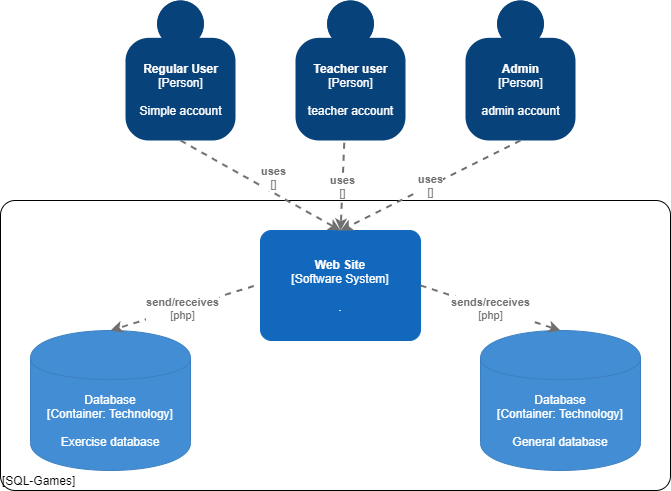 Regular User
[Person]
Simple account
Teacher user
[Person]
teacher account
Admin
[Person]
admin account
uses
[]
uses
[]
uses
[]
Web Site
[Software System]
.
send/receives
[php]
sends/receives
[php]
Database
[Container: Technology]
Exercise database
Database
[Container: Technology]
General database
[SQL-Games]